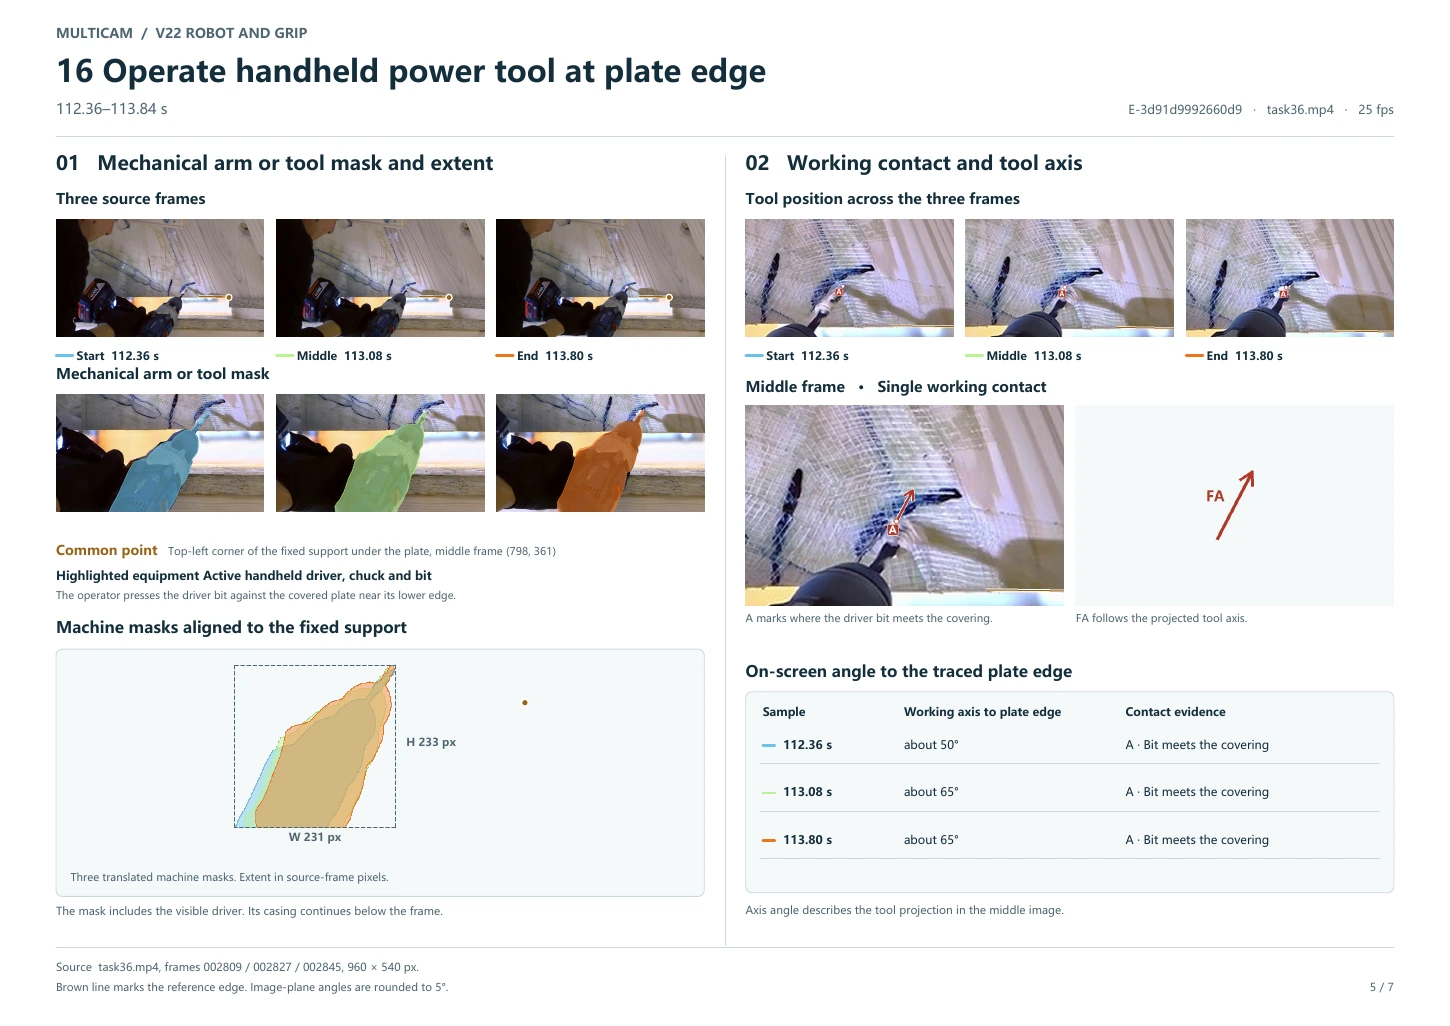 MULTICAM / V22 ROBOT AND GRIP
16 Operate handheld power tool at plate edge
112.36–113.84 s
E-3d91d9992660d9 · task36.mp4 · 25 fps
01 Mechanical arm or tool mask and extent
Three source frames
Start 112.36 s
Middle 113.08 s
End 113.80 s
Mechanical arm or tool mask
Common point Top-left corner of the fixed support under the plate, middle frame (798, 361)
Highlighted equipment Active handheld driver, chuck and bit
The operator presses the driver bit against the covered plate near its lower edge.
Machine masks aligned to the fixed support
H 233 px
W 231 px
Three translated machine masks. Extent in source-frame pixels.
The mask includes the visible driver. Its casing continues below the frame.
02 Working contact and tool axis
Tool position across the three frames
A
A
A
Start 112.36 s
Middle 113.08 s
End 113.80 s
Middle frame • Single working contact
A
FA
A marks where the driver bit meets the covering.
FA follows the projected tool axis.
On-screen angle to the traced plate edge
Sample Working axis to plate edge Contact evidence
112.36 s about 50° A · Bit meets the covering
113.08 s about 65° A · Bit meets the covering
113.80 s about 65° A · Bit meets the covering
Axis angle describes the tool projection in the middle image.
Source task36.mp4, frames 002809 / 002827 / 002845, 960 × 540 px.
Brown line marks the reference edge. Image-plane angles are rounded to 5°.
5 / 7